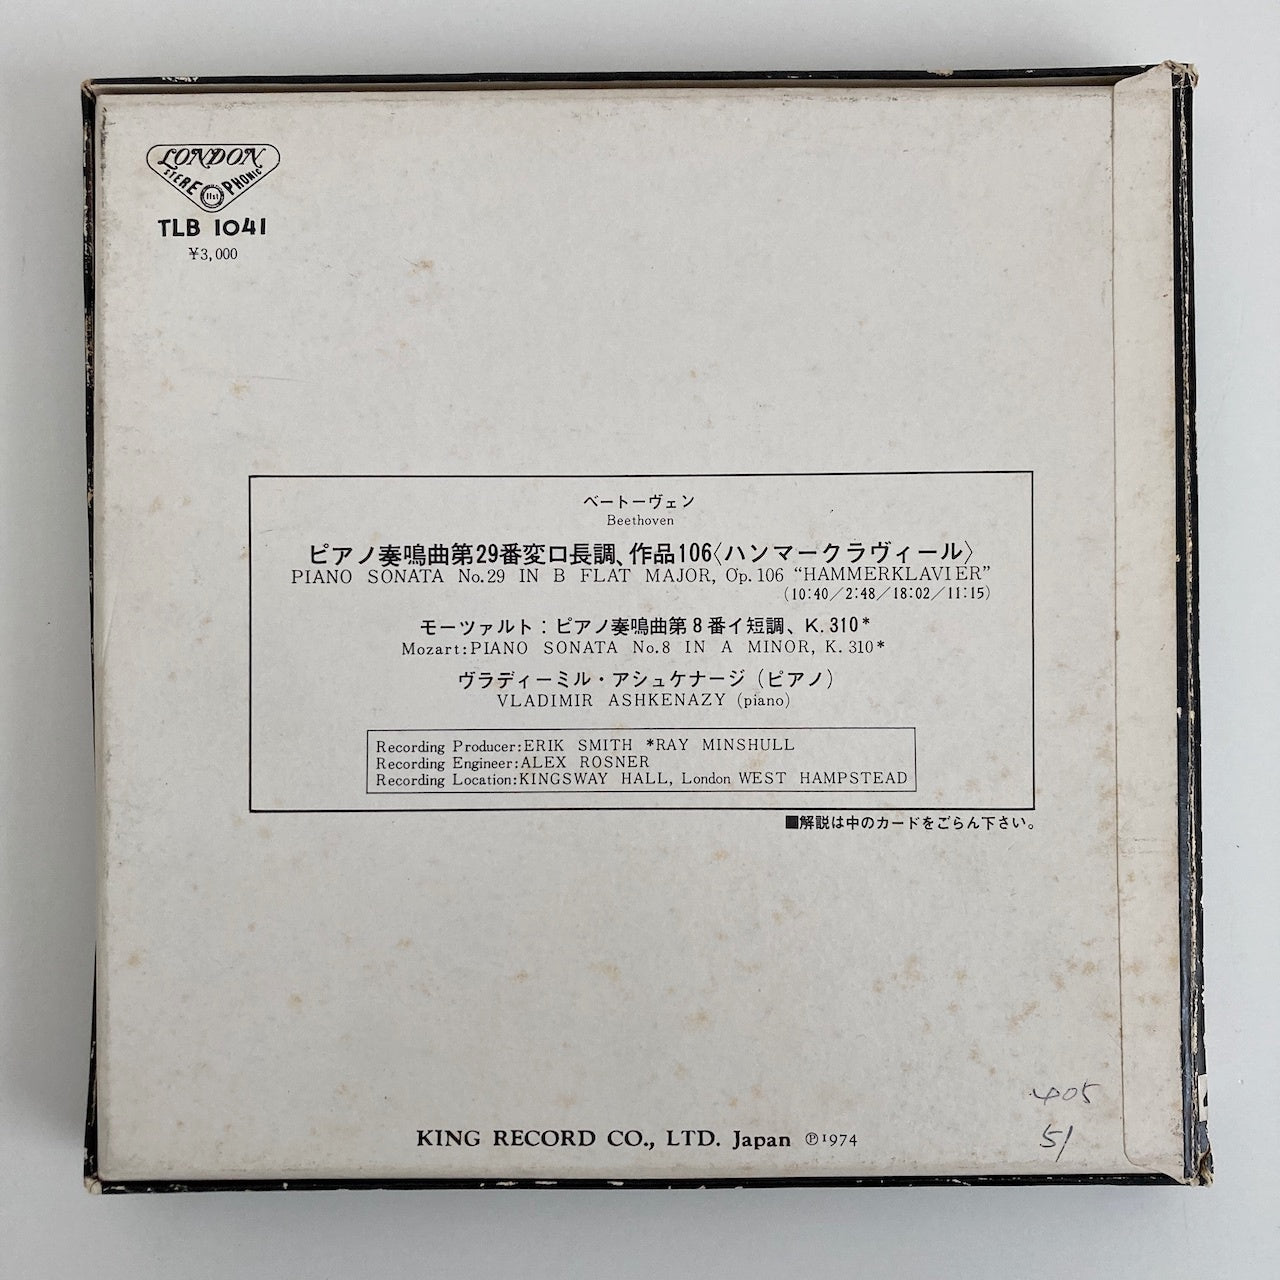 LONDON
STEREOPHONIC
TLB 1041
¥3,000
ベートーヴェン
Beethoven
ピアノ奏鳴曲第29番変ロ長調、作品106〈ハンマークラヴィール〉
PIANO SONATA No.29 IN B FLAT MAJOR, Op.106 “HAMMERKLAVIER”
(10:40／2:48／18:02／11:15)
モーツァルト：ピアノ奏鳴曲第8番イ短調、K.310*
Mozart:PIANO SONATA No.8 IN A MINOR, K.310*
ヴラディーミル・アシュケナージ（ピアノ）
VLADIMIR ASHKENAZY (piano)
Recording Producer:ERIK SMITH *RAY MINSHULL
Recording Engineer:ALEX ROSNER
Recording Location:KINGSWAY HALL, London WEST HAMPSTEAD
■解説は中のカードをごらん下さい。
405
51
KING RECORD CO., LTD. Japan ℗1974